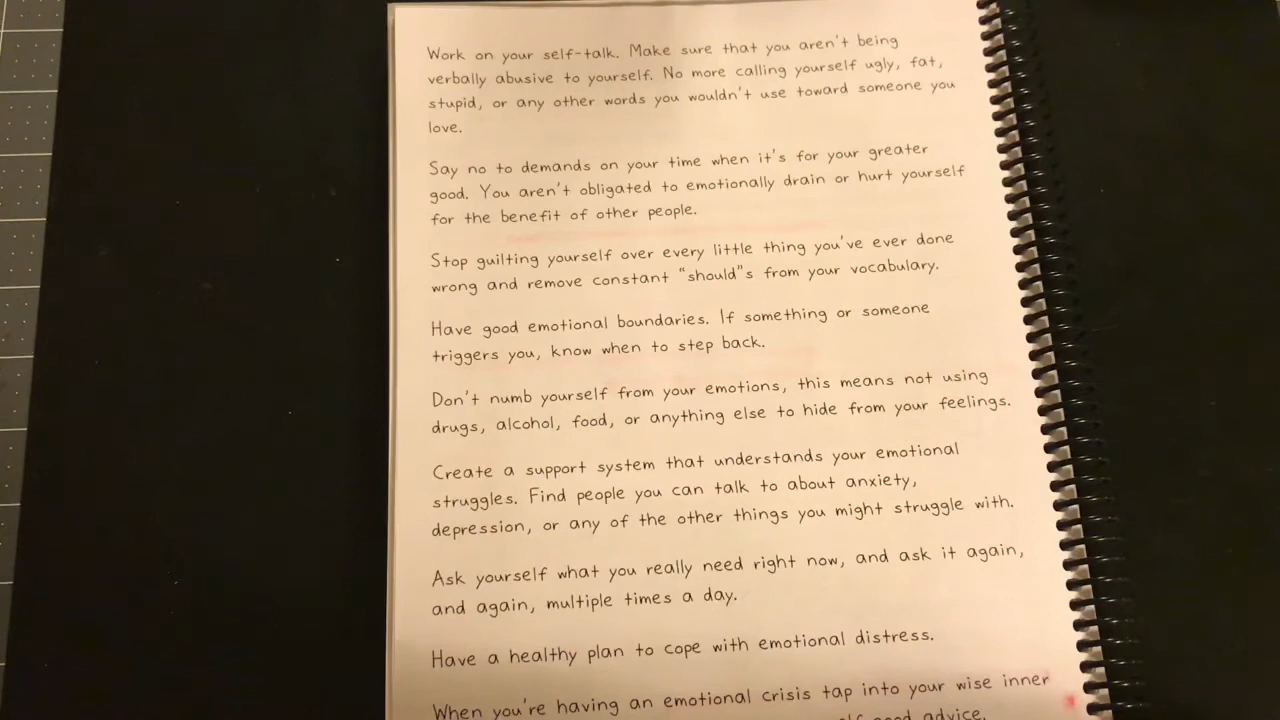 Work on your self-talk. Make sure that you aren't being
verbally abusive to yourself. No more calling yourself ugly, fat,
stupid, or any other words you wouldn't use toward someone you
love.
Say no to demands on your time when it's for your greater
good. You aren't obligated to emotionally drain or hurt yourself
for the benefit of other people.
Stop guilting yourself over every little thing you've ever done
wrong and remove constant "should"s from your vocabulary.
Have good emotional boundaries. If something or someone
triggers you, know when to step back.
Don't numb yourself from your emotions, this means not using
drugs, alcohol, food, or anything else to hide from your feelings.
Create a support system that understands your emotional
struggles. Find people you can talk to about anxiety,
depression, or any of the other things you might struggle with.
Ask yourself what you really need right now, and ask it again,
and again, multiple times a day.
Have a healthy plan to cope with emotional distress.
When you're having an emotional crisis tap into your wise inner
good advice.